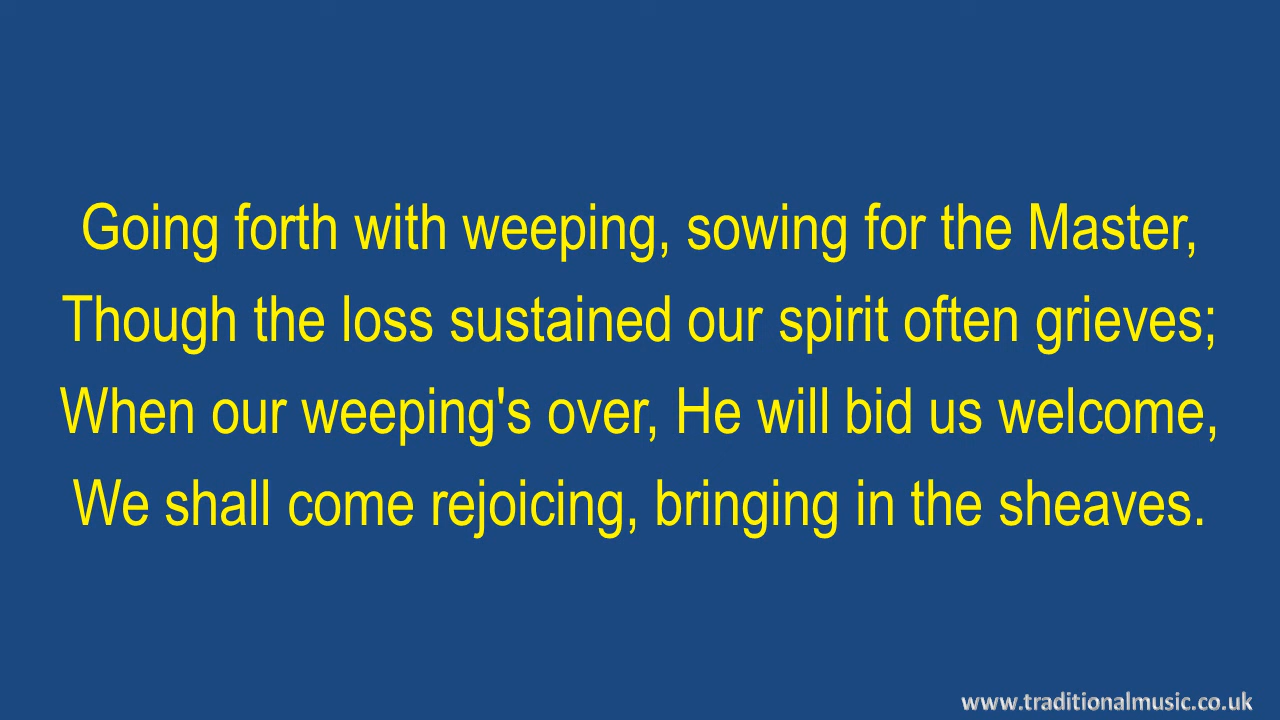 Going forth with weeping, sowing for the Master,
Though the loss sustained our spirit often grieves;
When our weeping's over, He will bid us welcome,
We shall come rejoicing, bringing in the sheaves.
www.traditionalmusic.co.uk